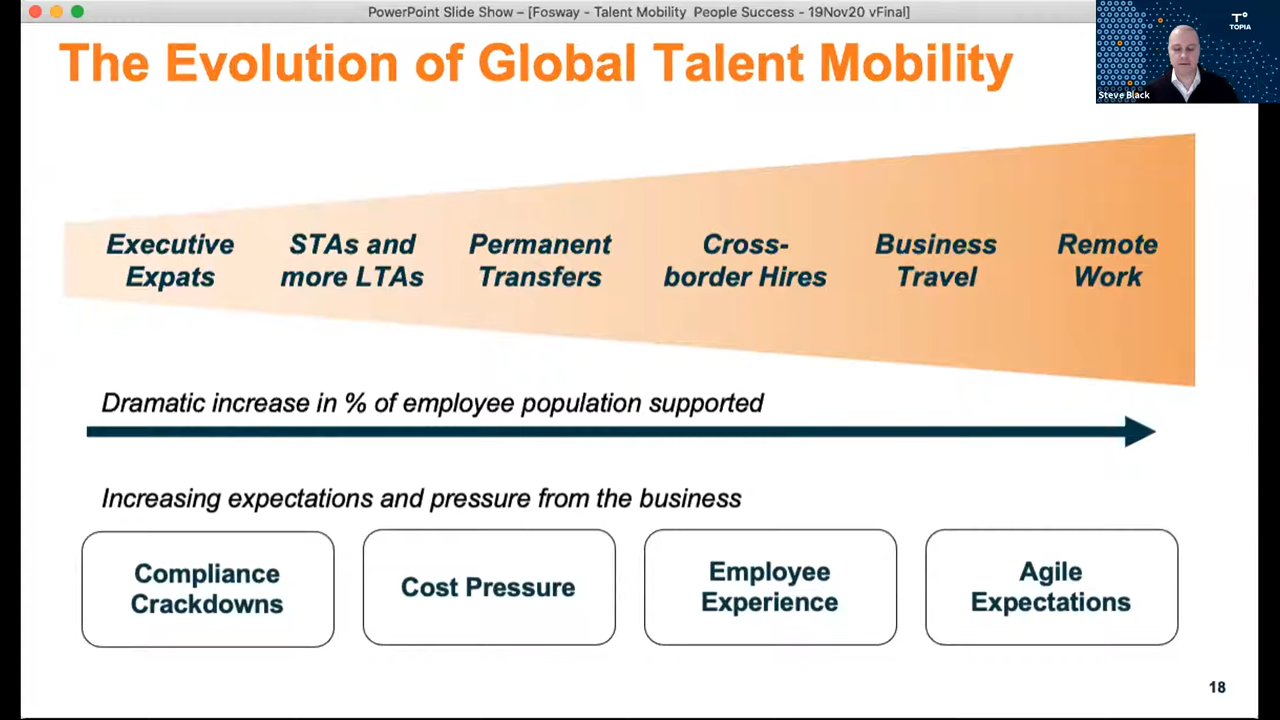 PowerPoint Slide Show – [Fosway - Talent Mobility  People Success - 19Nov20 vFinal]
The Evolution of Global Talent Mobility
T°
TOPIA
Steve Black
Executive
Expats
STAs and
more LTAs
Permanent
Transfers
Cross-
border Hires
Business
Travel
Remote
Work
Dramatic increase in % of employee population supported
Increasing expectations and pressure from the business
Compliance
Crackdowns
Cost Pressure
Employee
Experience
Agile
Expectations
18